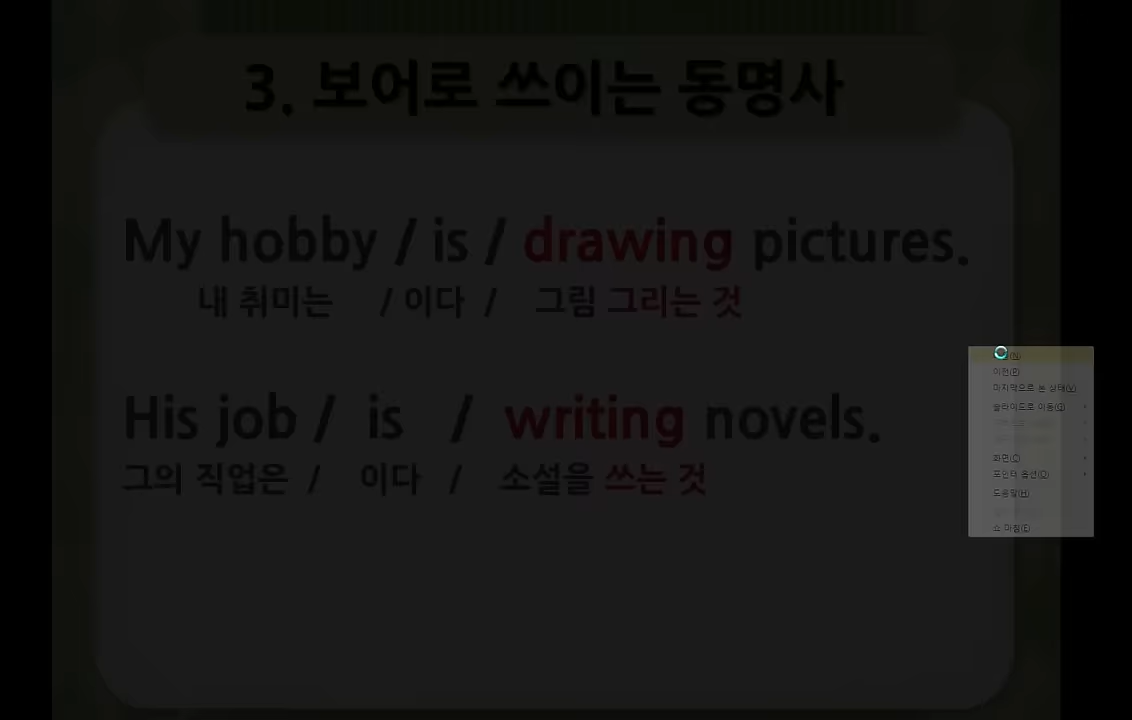 3. 보어로 쓰이는 동명사
My hobby / is / drawing pictures.
내 취미는 / 이다 / 그림 그리는 것
His job / is / writing novels.
그의 직업은 / 이다 / 소설을 쓰는 것
(N)
이전(P)
마지막으로 본 상태(V)
슬라이드로 이동(G)
화면(C)
포인터 옵션(O)
도움말(H)
쇼 마침(E)